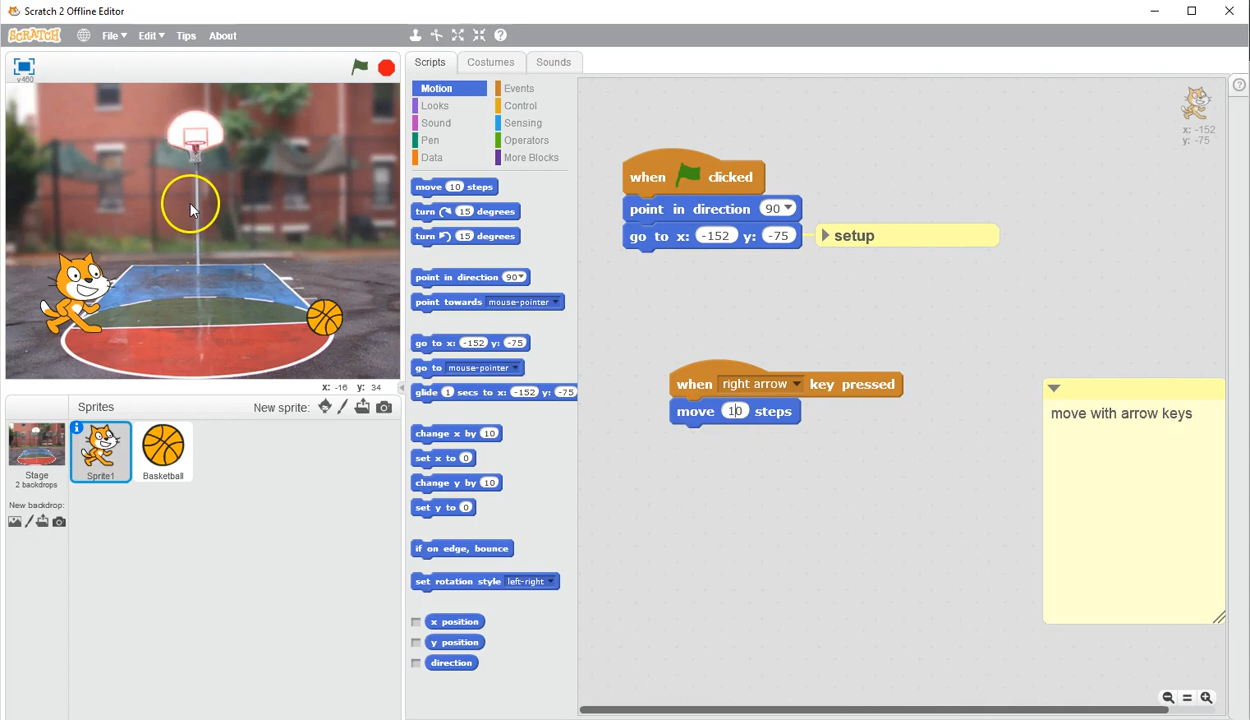 Scratch 2 Offline Editor
SCRATCH File Edit Tips About
v460
x: -16 y: 34
Sprites New sprite:
Stage
2 backdrops
New backdrop:
Sprite1
Basketball
Scripts Costumes Sounds
Motion Events
Looks Control
Sound Sensing
Pen Operators
Data More Blocks
move 10 steps
turn 15 degrees
turn 15 degrees
point in direction 90
point towards mouse-pointer
go to x: -152 y: -75
go to mouse-pointer
glide 1 secs to x: -152 y: -75
change x by 10
set x to 0
change y by 10
set y to 0
if on edge, bounce
set rotation style left-right
x position
y position
direction
x: -152
y: -75
when clicked
point in direction 90
go to x: -152 y: -75 setup
when right arrow key pressed
move 10 steps
move with arrow keys